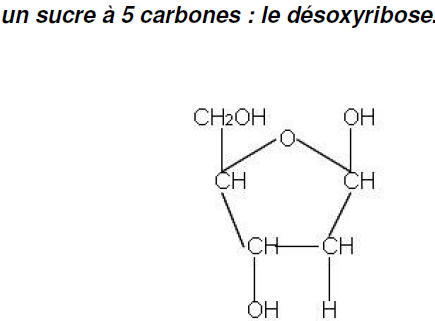 un sucre à 5 carbones : le désoxyribose.
CH2OH OH
O
CH CH
CH CH
OH H